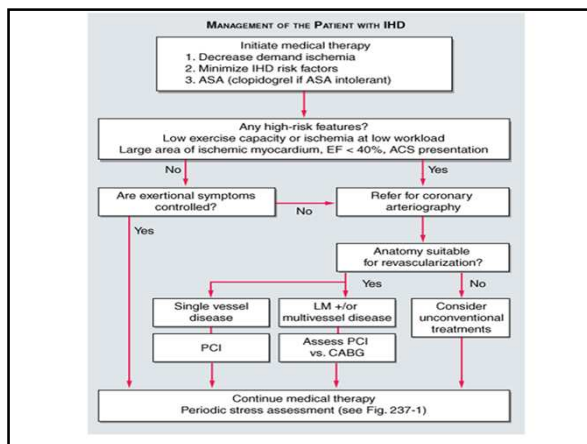 MANAGEMENT OF THE PATIENT WITH IHD
Initiate medical therapy
1. Decrease demand ischemia
2. Minimize IHD risk factors
3. ASA (clopidogrel if ASA intolerant)
Any high-risk features?
Low exercise capacity or ischemia at low workload
Large area of ischemic myocardium, EF < 40%, ACS presentation
No
Yes
Are exertional symptoms
controlled?
No
Refer for coronary
arteriography
Yes
Anatomy suitable
for revascularization?
Yes
No
Single vessel
disease
LM +/or
multivessel disease
Consider
unconventional
treatments
PCI
Assess PCI
vs. CABG
Continue medical therapy
Periodic stress assessment (see Fig. 237-1)